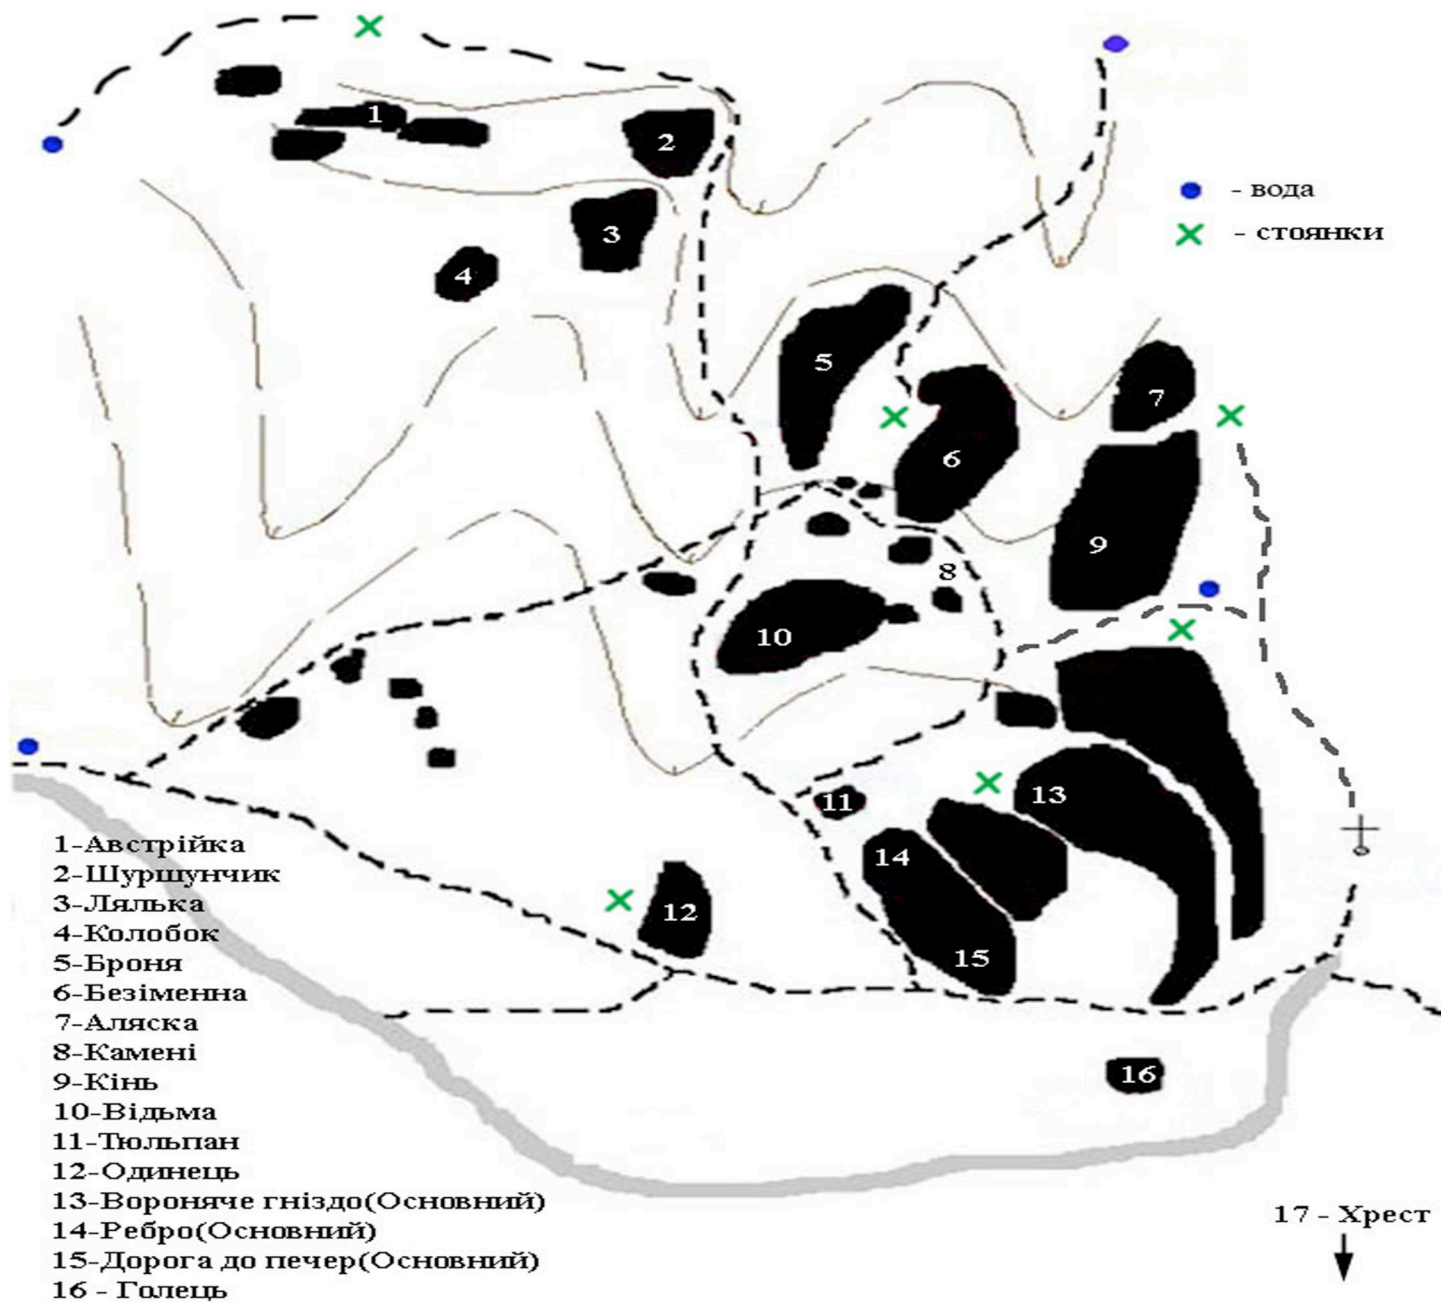 1
2
3
4
- вода
- стоянки
5
7
6
9
8
10
13
11
14
12
15
1-Австрійка
2-Шуршунчик
3-Лялька
4-Колобок
5-Броня
6-Безіменна
7-Аляска
8-Камені
9-Кінь
10-Відьма
11-Тюльпан
12-Одинець
13-Вороняче гніздо(Основний)
14-Ребро(Основний)
15-Дорога до печер(Основний)
16 - Голець
16
17 - Хрест